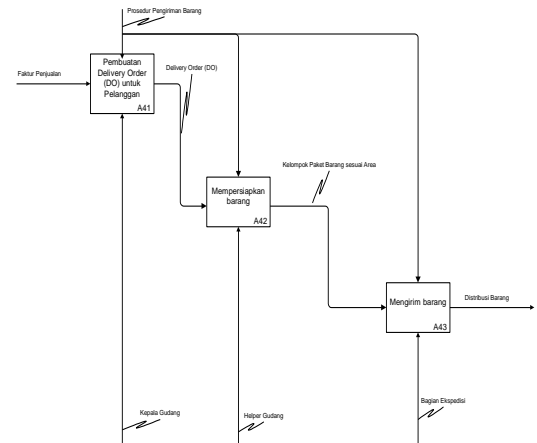 Prosedur Pengiriman Barang
Pembuatan
Delivery Order
(DO) untuk
Pelanggan
A41
Faktur Penjualan
Delivery Order (DO)
Mempersiapkan
barang
A42
Kelompok Paket Barang sesuai Area
Mengirim barang
A43
Distribusi Barang
Kepala Gudang
Helper Gudang
Bagian Ekspedisi